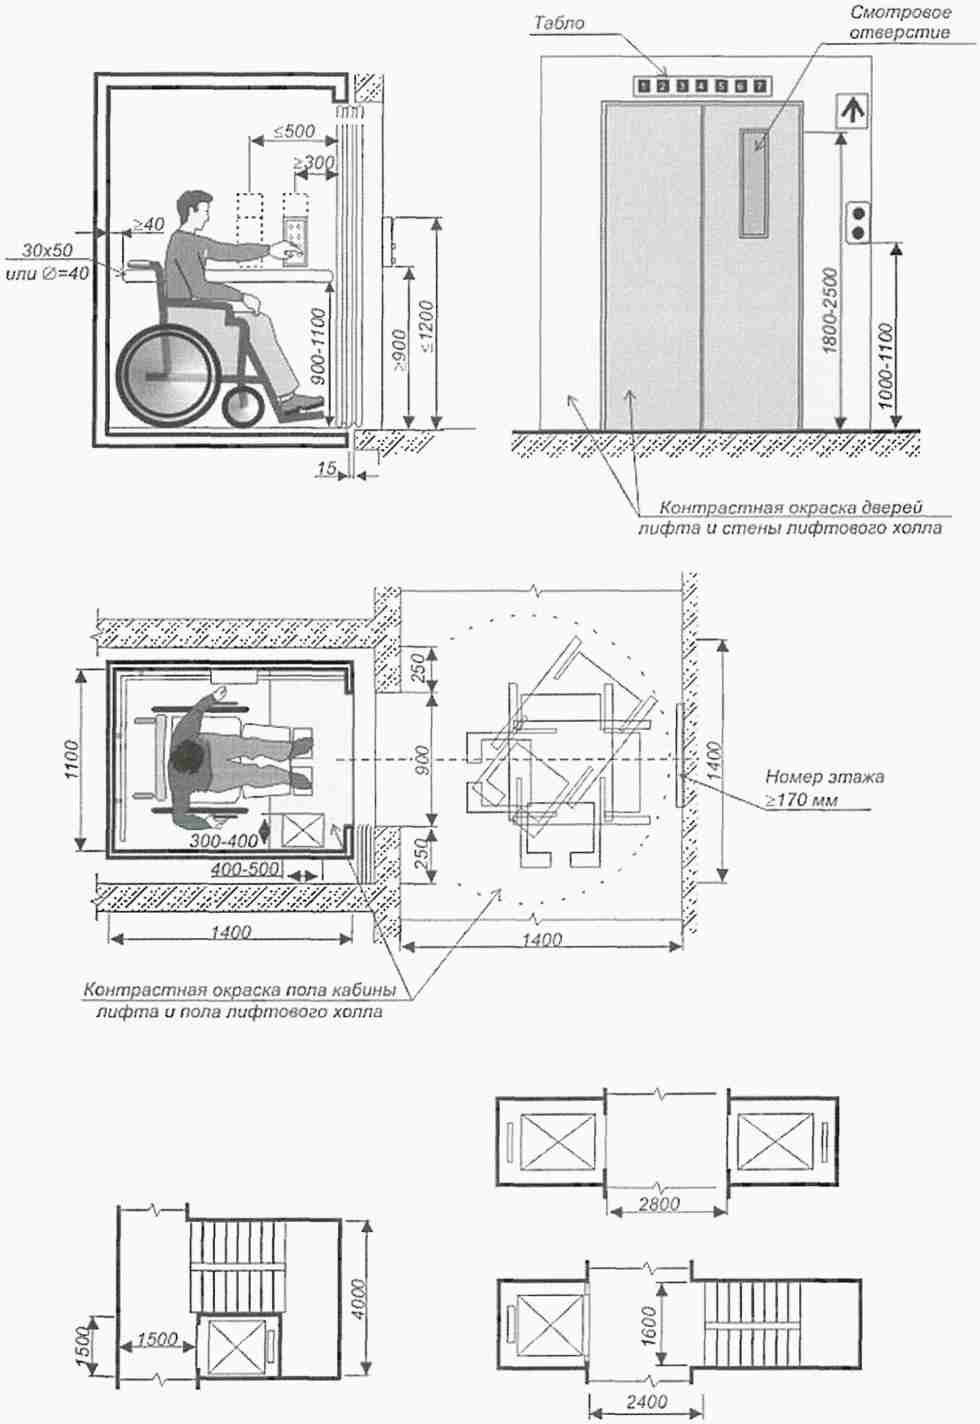 Табло
Смотровое
отверстие
1 2 3 4 5 6 7
≤500
≥300
≥40
30х50
или ∅=40
900-1100
≥900
≤1200
15
1800-2500
1000-1100
Контрастная окраска дверей
лифта и стены лифтового холла
250
1100
900
1400
Номер этажа
≥170 мм
300-400
400-500
250
1400
1400
Контрастная окраска пола кабины
лифта и пола лифтового холла
2800
4000
1500
1500
1600
2400